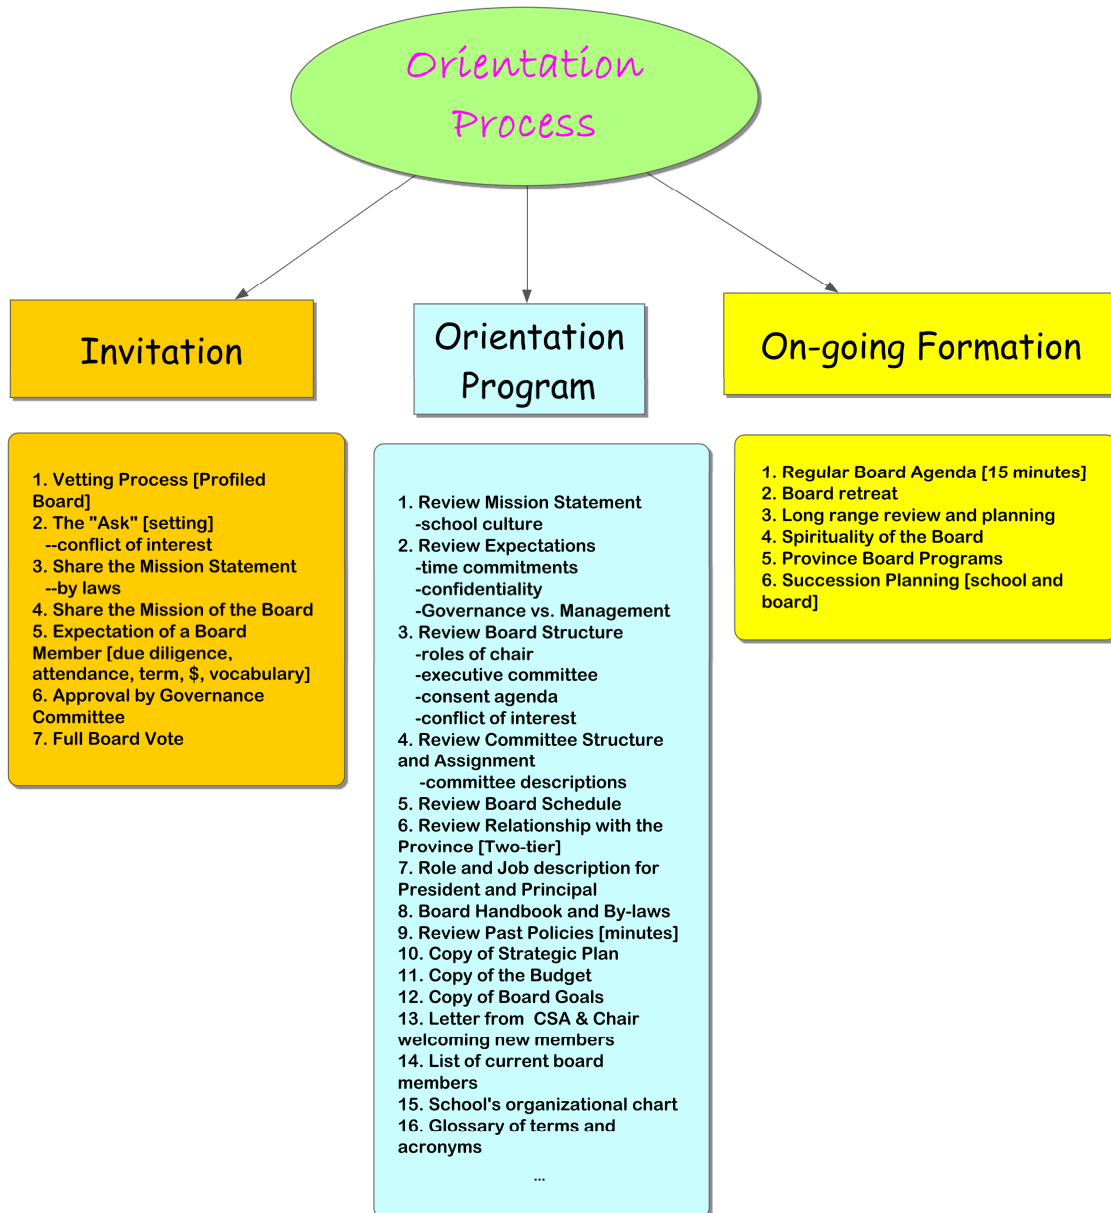 Orientation
Process
Invitation
Orientation
Program
On-going Formation
1. Vetting Process [Profiled
Board]
2. The "Ask" [setting]
--conflict of interest
3. Share the Mission Statement
--by laws
4. Share the Mission of the Board
5. Expectation of a Board
Member [due diligence,
attendance, term, $, vocabulary]
6. Approval by Governance
Committee
7. Full Board Vote
1. Review Mission Statement
-school culture
2. Review Expectations
-time commitments
-confidentiality
-Governance vs. Management
3. Review Board Structure
-roles of chair
-executive committee
-consent agenda
-conflict of interest
4. Review Committee Structure
and Assignment
-committee descriptions
5. Review Board Schedule
6. Review Relationship with the
Province [Two-tier]
7. Role and Job description for
President and Principal
8. Board Handbook and By-laws
9. Review Past Policies [minutes]
10. Copy of Strategic Plan
11. Copy of the Budget
12. Copy of Board Goals
13. Letter from  CSA & Chair
welcoming new members
14. List of current board
members
15. School's organizational chart
16. Glossary of terms and
acronyms
...
1. Regular Board Agenda [15 minutes]
2. Board retreat
3. Long range review and planning
4. Spirituality of the Board
5. Province Board Programs
6. Succession Planning [school and
board]